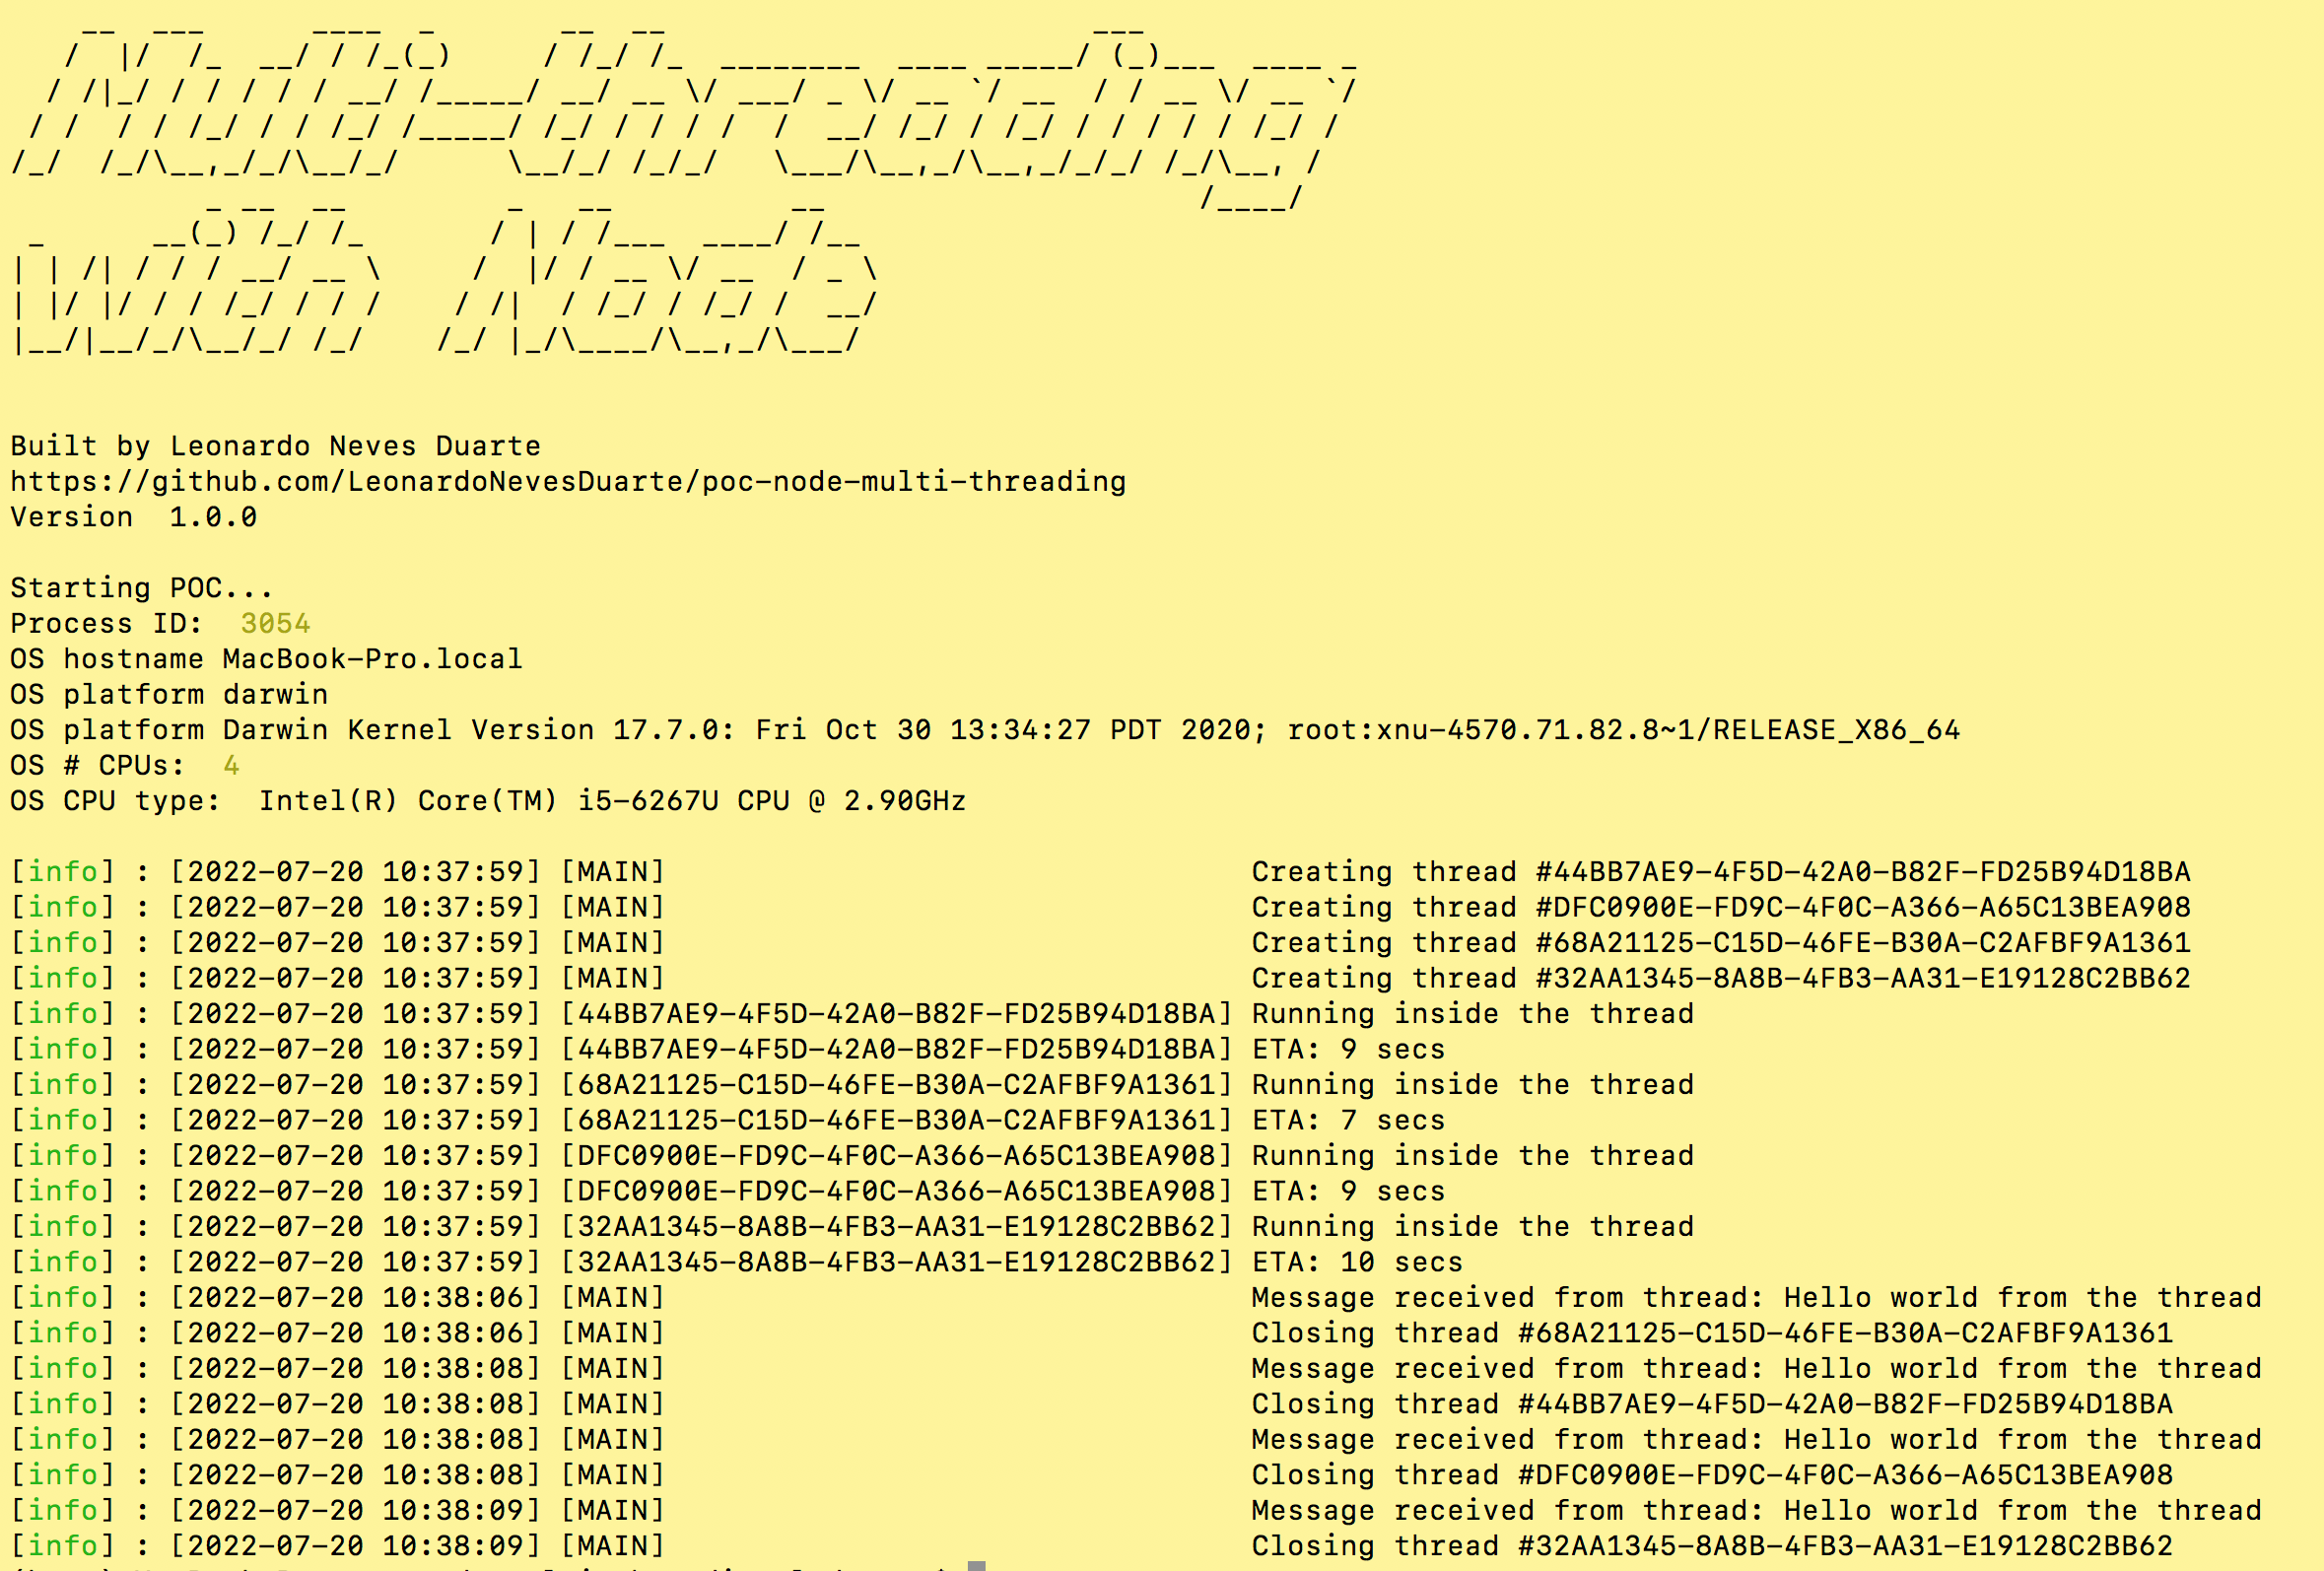 Multi-threading
with Node
Built by Leonardo Neves Duarte
https://github.com/LeonardoNevesDuarte/poc-node-multi-threading
Version  1.0.0
Starting POC...
Process ID:  3054
OS hostname MacBook-Pro.local
OS platform darwin
OS platform Darwin Kernel Version 17.7.0: Fri Oct 30 13:34:27 PDT 2020; root:xnu-4570.71.82.8~1/RELEASE_X86_64
OS # CPUs:  4
OS CPU type:  Intel(R) Core(TM) i5-6267U CPU @ 2.90GHz
[info] : [2022-07-20 10:37:59] [MAIN] Creating thread #44BB7AE9-4F5D-42A0-B82F-FD25B94D18BA
[info] : [2022-07-20 10:37:59] [MAIN] Creating thread #DFC0900E-FD9C-4F0C-A366-A65C13BEA908
[info] : [2022-07-20 10:37:59] [MAIN] Creating thread #68A21125-C15D-46FE-B30A-C2AFBF9A1361
[info] : [2022-07-20 10:37:59] [MAIN] Creating thread #32AA1345-8A8B-4FB3-AA31-E19128C2BB62
[info] : [2022-07-20 10:37:59] [44BB7AE9-4F5D-42A0-B82F-FD25B94D18BA] Running inside the thread
[info] : [2022-07-20 10:37:59] [44BB7AE9-4F5D-42A0-B82F-FD25B94D18BA] ETA: 9 secs
[info] : [2022-07-20 10:37:59] [68A21125-C15D-46FE-B30A-C2AFBF9A1361] Running inside the thread
[info] : [2022-07-20 10:37:59] [68A21125-C15D-46FE-B30A-C2AFBF9A1361] ETA: 7 secs
[info] : [2022-07-20 10:37:59] [DFC0900E-FD9C-4F0C-A366-A65C13BEA908] Running inside the thread
[info] : [2022-07-20 10:37:59] [DFC0900E-FD9C-4F0C-A366-A65C13BEA908] ETA: 9 secs
[info] : [2022-07-20 10:37:59] [32AA1345-8A8B-4FB3-AA31-E19128C2BB62] Running inside the thread
[info] : [2022-07-20 10:37:59] [32AA1345-8A8B-4FB3-AA31-E19128C2BB62] ETA: 10 secs
[info] : [2022-07-20 10:38:06] [MAIN] Message received from thread: Hello world from the thread
[info] : [2022-07-20 10:38:06] [MAIN] Closing thread #68A21125-C15D-46FE-B30A-C2AFBF9A1361
[info] : [2022-07-20 10:38:08] [MAIN] Message received from thread: Hello world from the thread
[info] : [2022-07-20 10:38:08] [MAIN] Closing thread #44BB7AE9-4F5D-42A0-B82F-FD25B94D18BA
[info] : [2022-07-20 10:38:08] [MAIN] Message received from thread: Hello world from the thread
[info] : [2022-07-20 10:38:08] [MAIN] Closing thread #DFC0900E-FD9C-4F0C-A366-A65C13BEA908
[info] : [2022-07-20 10:38:09] [MAIN] Message received from thread: Hello world from the thread
[info] : [2022-07-20 10:38:09] [MAIN] Closing thread #32AA1345-8A8B-4FB3-AA31-E19128C2BB62